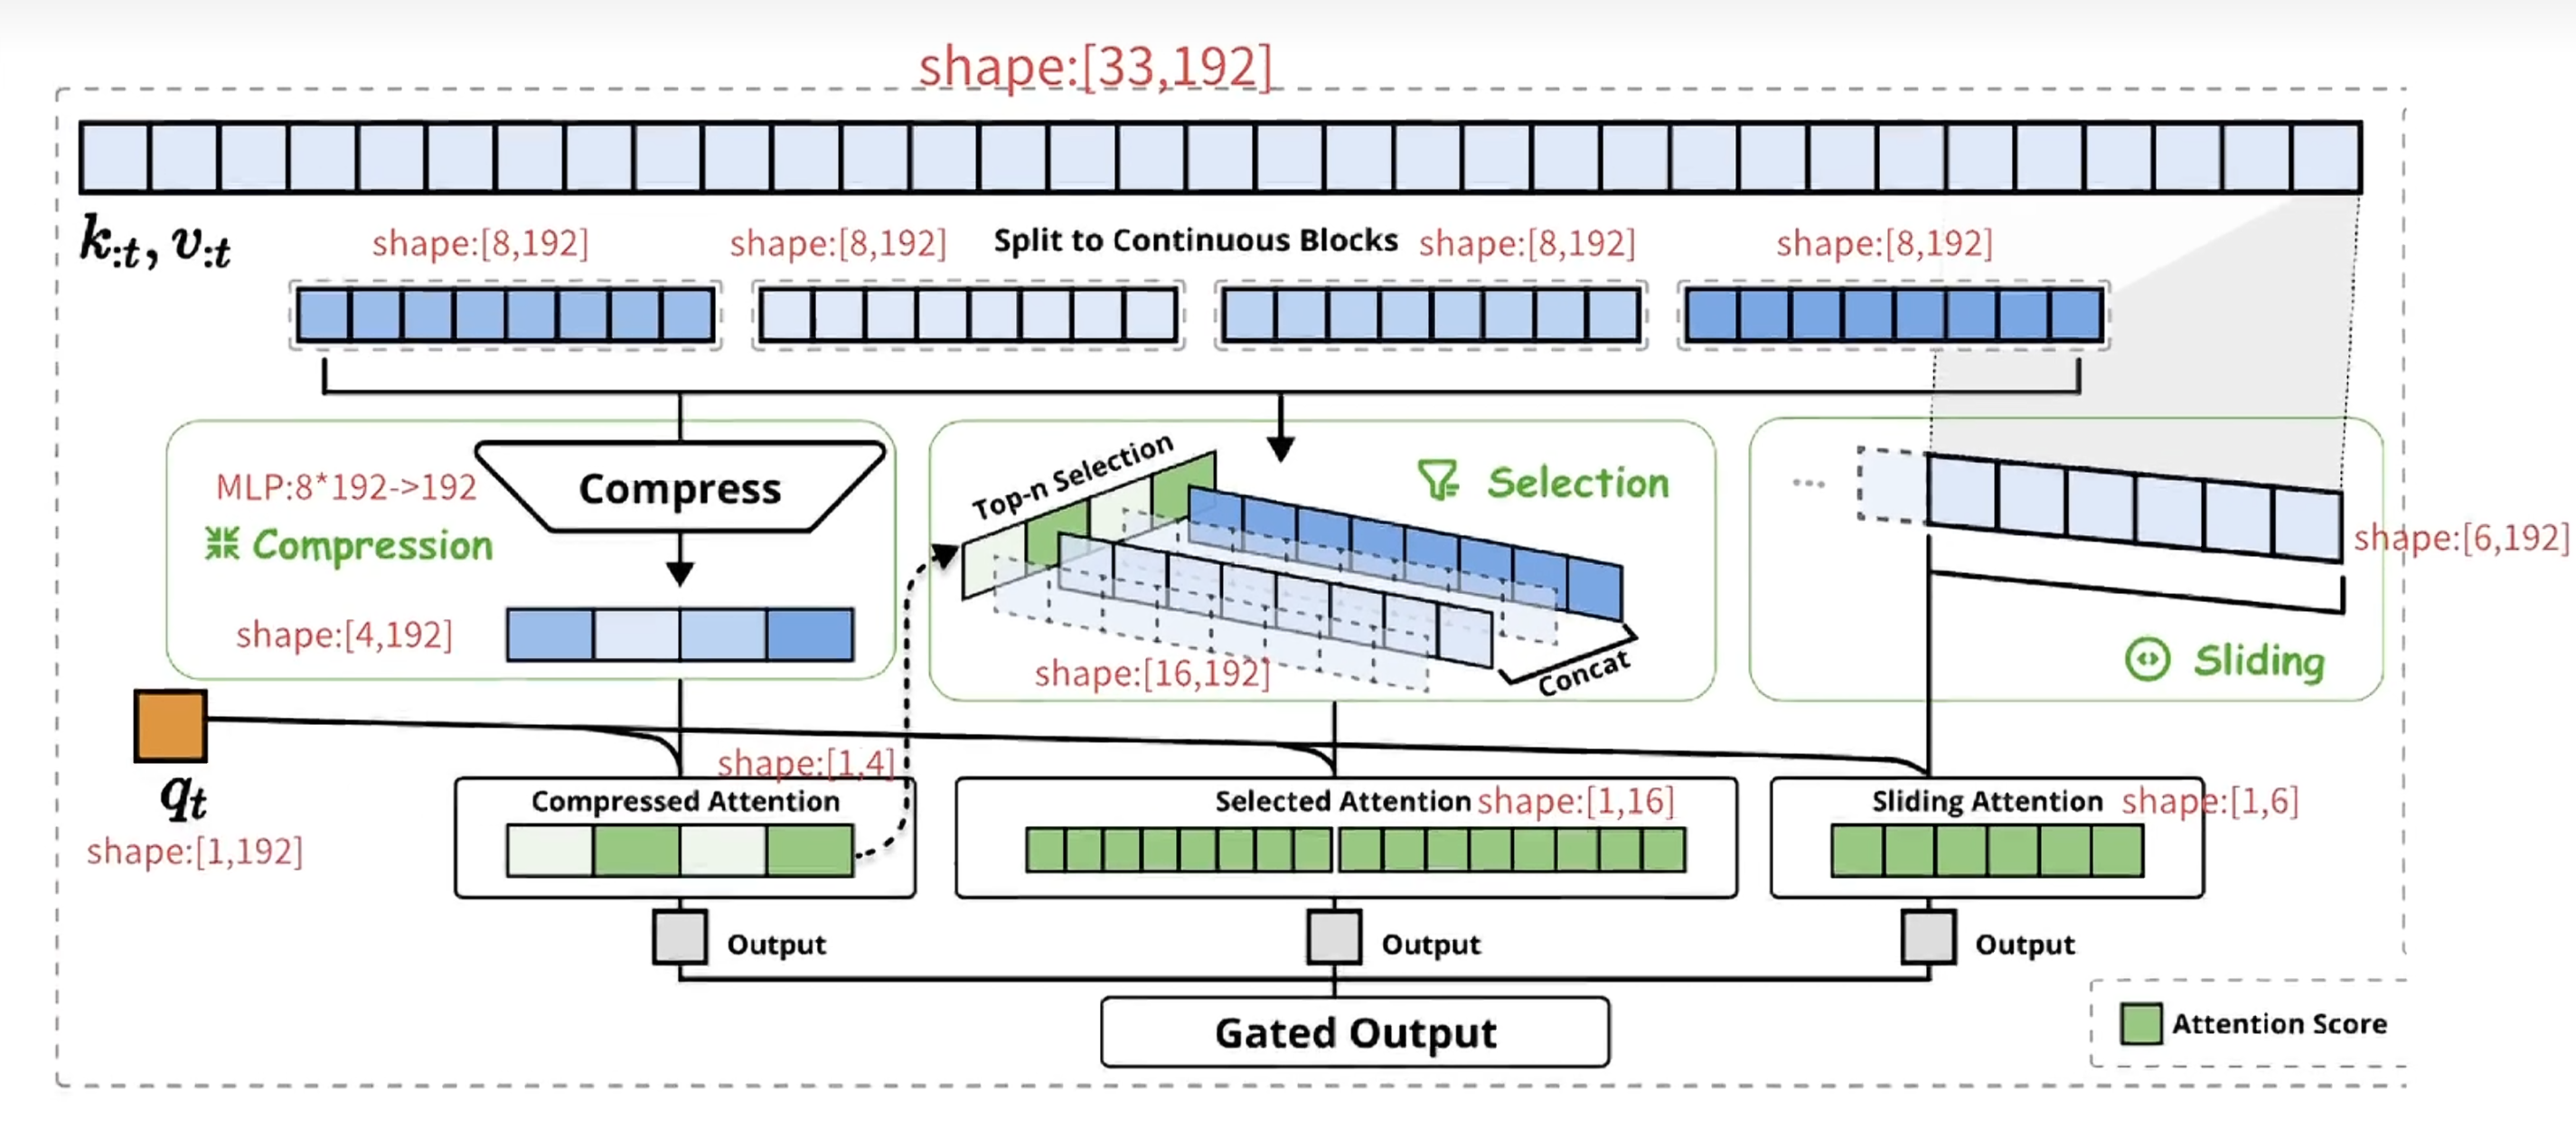 shape:[33,192]
k:t, v:t
shape:[8,192]
shape:[8,192]
Split to Continuous Blocks
shape:[8,192]
shape:[8,192]
MLP:8*192->192
Compress
Compression
shape:[4,192]
Top-n Selection
Selection
shape:[16,192]
Concat
...
shape:[6,192]
Sliding
qt
shape:[1,192]
shape:[1,4]
Compressed Attention
Selected Attention shape:[1,16]
Sliding Attention shape:[1,6]
Output
Output
Output
Gated Output
Attention Score